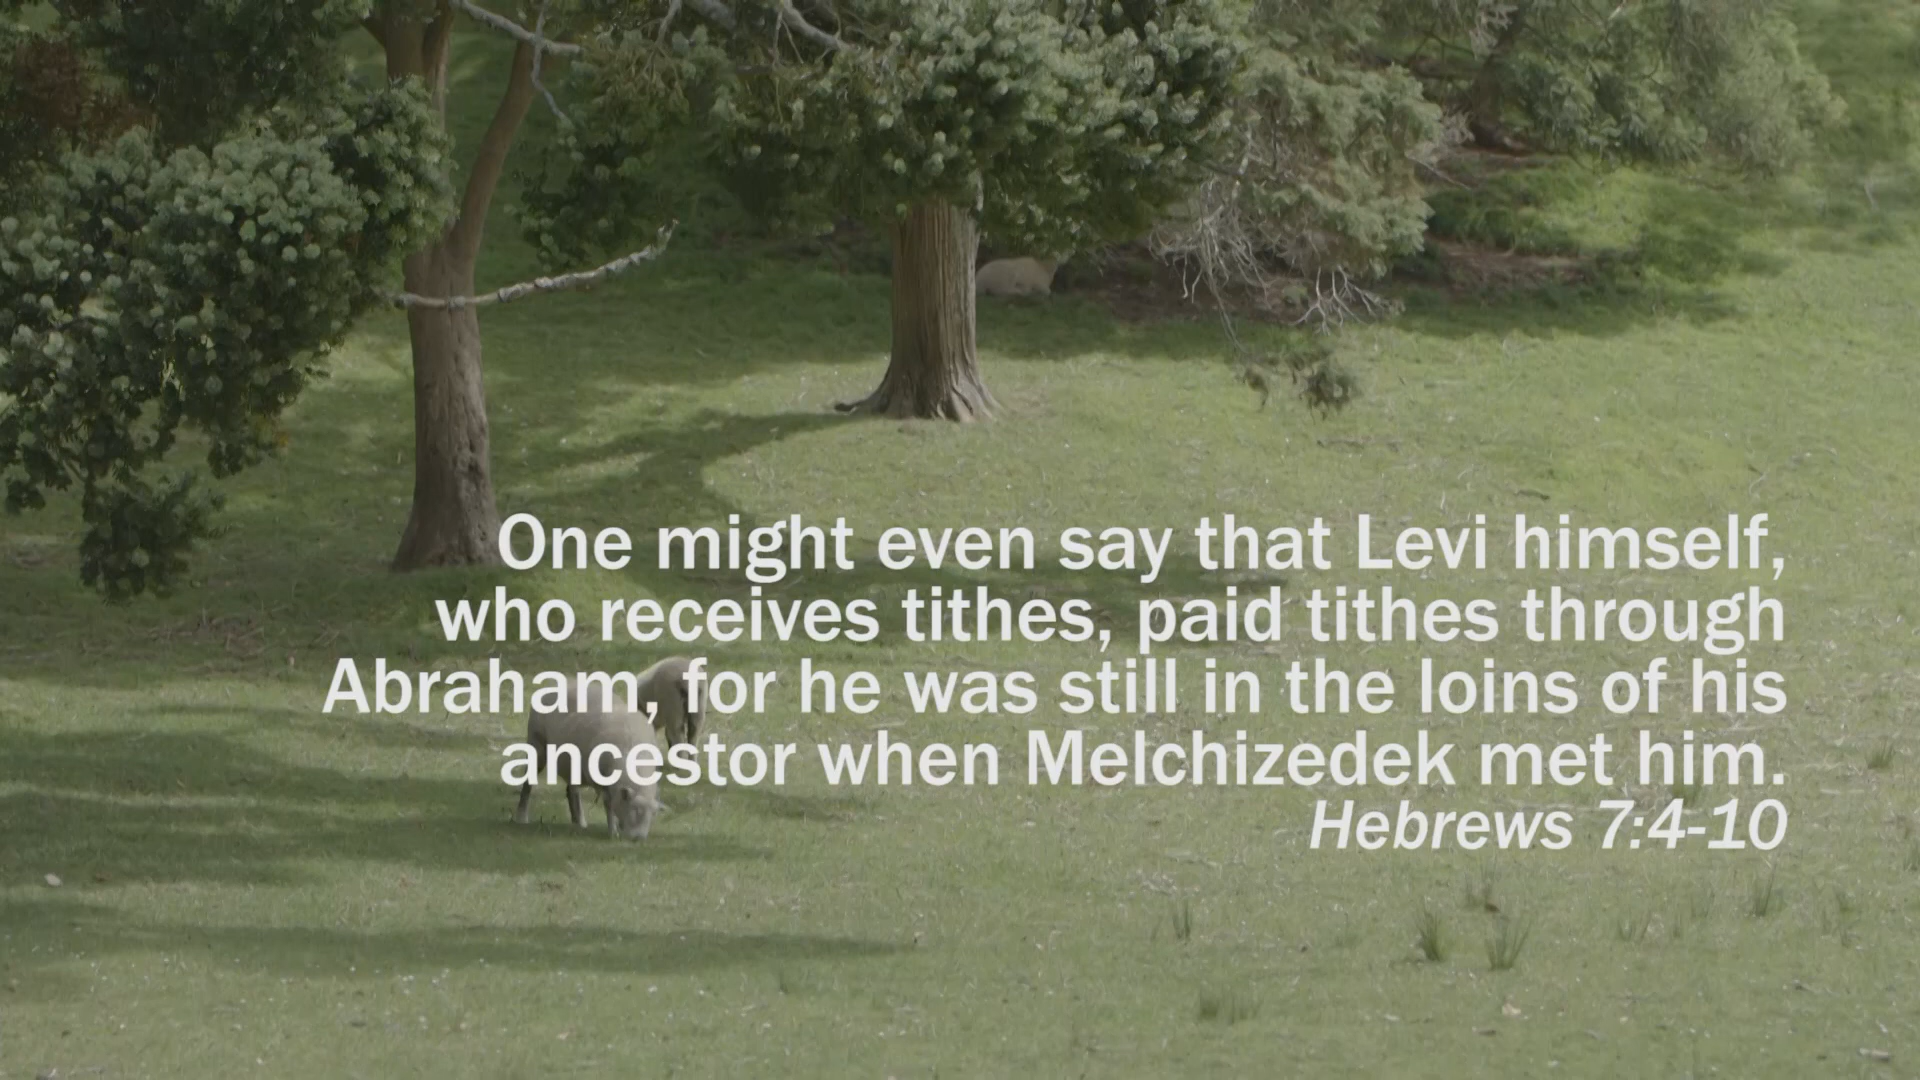 One might even say that Levi himself,
who receives tithes, paid tithes through
Abraham, for he was still in the loins of his
ancestor when Melchizedek met him.
Hebrews 7:4-10